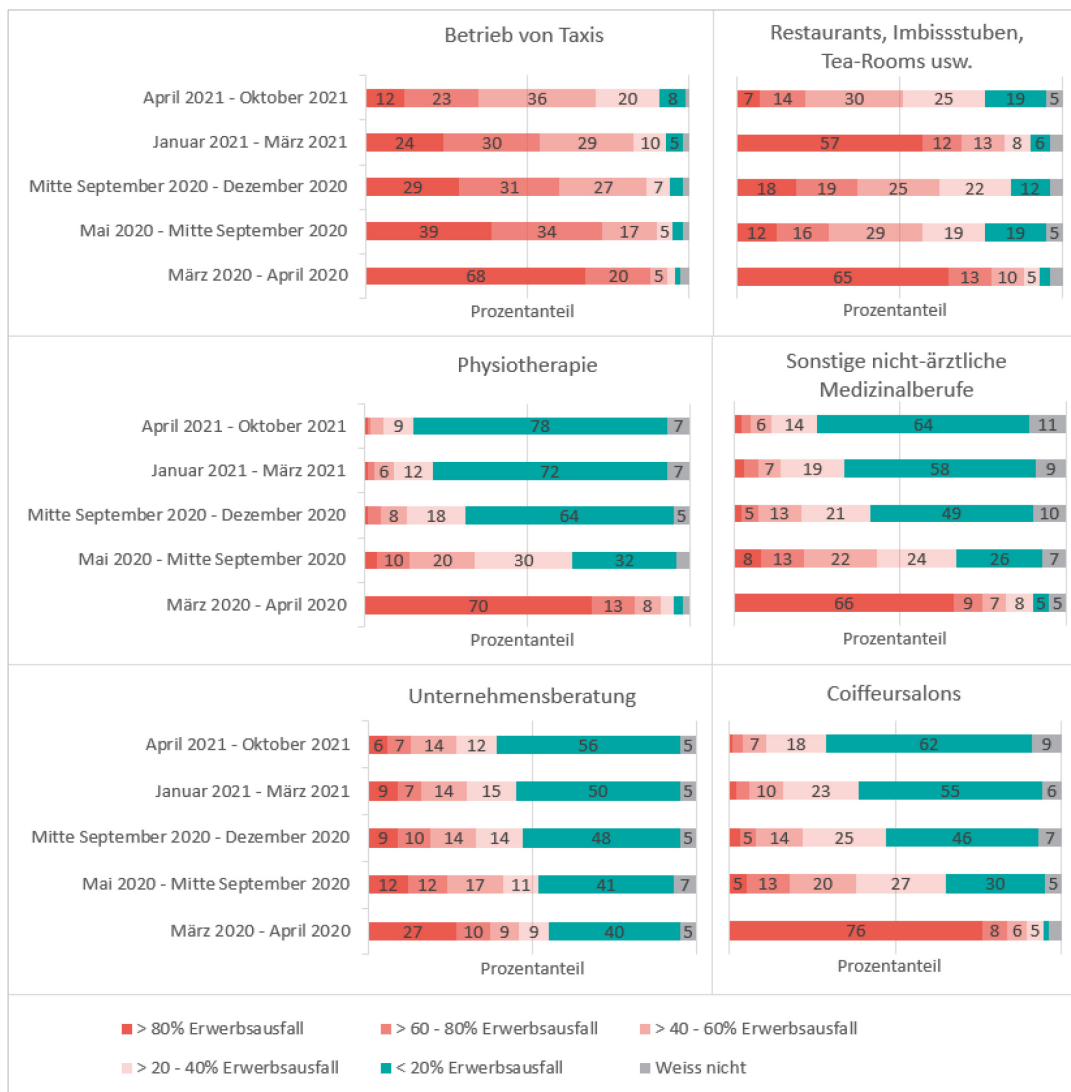 Betrieb von Taxis
April 2021 - Oktober 2021 12 23 36 20 8
Januar 2021 - März 2021 24 30 29 10 5
Mitte September 2020 - Dezember 2020 29 31 27 7
Mai 2020 - Mitte September 2020 39 34 17 5
März 2020 - April 2020 68 20 5
Prozentanteil
Restaurants, Imbissstuben,
Tea-Rooms usw.
7 14 30 25 19 5
57 12 13 8 6
18 19 25 22 12
12 16 29 19 19 5
65 13 10 5
Prozentanteil
Physiotherapie
April 2021 - Oktober 2021 9 78 7
Januar 2021 - März 2021 6 12 72 7
Mitte September 2020 - Dezember 2020 8 18 64 5
Mai 2020 - Mitte September 2020 10 20 30 32
März 2020 - April 2020 70 13 8
Prozentanteil
Sonstige nicht-ärztliche
Medizinalberufe
6 14 64 11
7 19 58 9
5 13 21 49 10
8 13 22 24 26 7
66 9 7 8 5 5
Prozentanteil
Unternehmensberatung
April 2021 - Oktober 2021 6 7 14 12 56 5
Januar 2021 - März 2021 9 7 14 15 50 5
Mitte September 2020 - Dezember 2020 9 10 14 14 48 5
Mai 2020 - Mitte September 2020 12 12 17 11 41 7
März 2020 - April 2020 27 10 9 9 40 5
Prozentanteil
Coiffeursalons
7 18 62 9
10 23 55 6
5 14 25 46 7
5 13 20 27 30 5
76 8 6 5
Prozentanteil
> 80% Erwerbsausfall > 60 - 80% Erwerbsausfall > 40 - 60% Erwerbsausfall
> 20 - 40% Erwerbsausfall < 20% Erwerbsausfall Weiss nicht